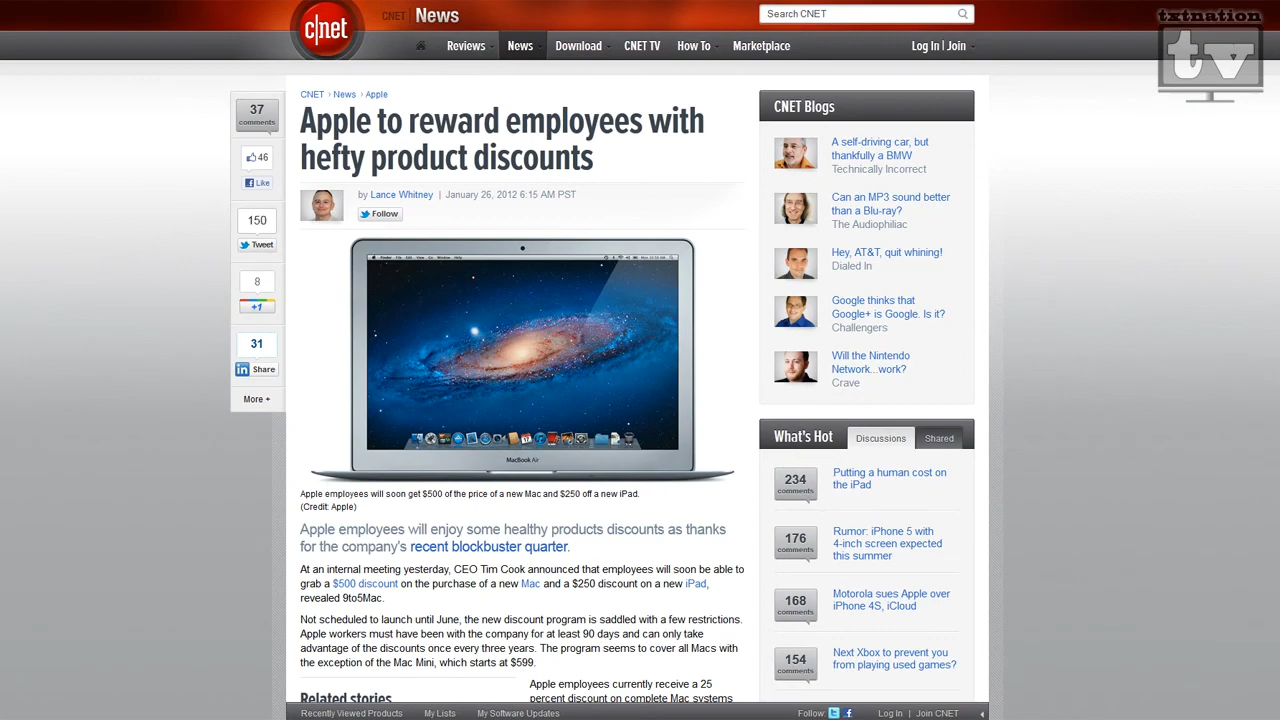 CNET News
Search CNET
txtnation
tv
c|net
Reviews News Download CNET TV How To Marketplace Log In | Join
CNET › News › Apple
Apple to reward employees with
hefty product discounts
by Lance Whitney | January 26, 2012 6:15 AM PST
Follow
37
comments
46
Like
150
Tweet
8
+1
31
in Share
More +
MacBook Air
Apple employees will soon get $500 of the price of a new Mac and $250 off a new iPad.
(Credit: Apple)
Apple employees will enjoy some healthy products discounts as thanks
for the company's recent blockbuster quarter.
At an internal meeting yesterday, CEO Tim Cook announced that employees will soon be able to
grab a $500 discount on the purchase of a new Mac and a $250 discount on a new iPad,
revealed 9to5Mac.
Not scheduled to launch until June, the new discount program is saddled with a few restrictions.
Apple workers must have been with the company for at least 90 days and can only take
advantage of the discounts once every three years. The program seems to cover all Macs with
the exception of the Mac Mini, which starts at $599.
Related stories
Apple employees currently receive a 25
percent discount on complete Mac systems
CNET Blogs
A self-driving car, but
thankfully a BMW
Technically Incorrect
Can an MP3 sound better
than a Blu-ray?
The Audiophiliac
Hey, AT&T, quit whining!
Dialed In
Google thinks that
Google+ is Google. Is it?
Challengers
Will the Nintendo
Network...work?
Crave
What's Hot Discussions Shared
234
comments
Putting a human cost on
the iPad
176
comments
Rumor: iPhone 5 with
4-inch screen expected
this summer
168
comments
Motorola sues Apple over
iPhone 4S, iCloud
154
comments
Next Xbox to prevent you
from playing used games?
Recently Viewed Products My Lists My Software Updates Follow: Log In | Join CNET